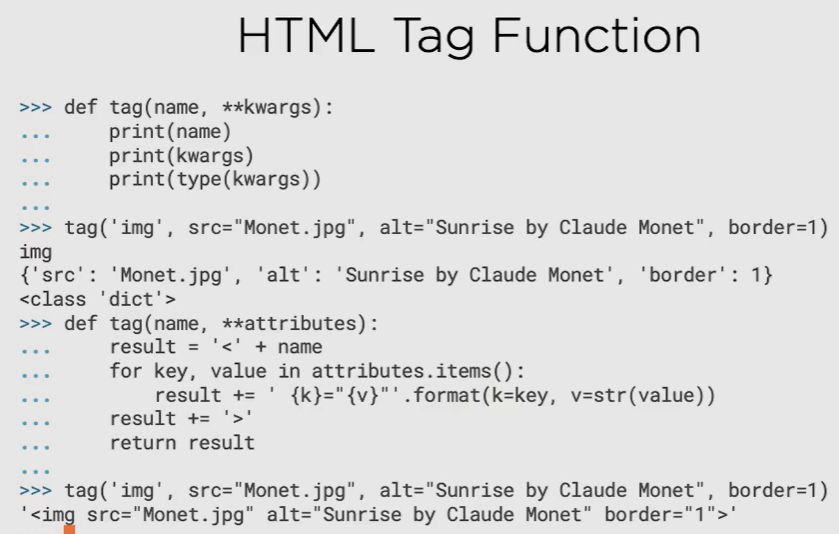 HTML Tag Function
>>> def tag(name, **kwargs):
...     print(name)
...     print(kwargs)
...     print(type(kwargs))
...
>>> tag('img', src="Monet.jpg", alt="Sunrise by Claude Monet", border=1)
img
{'src': 'Monet.jpg', 'alt': 'Sunrise by Claude Monet', 'border': 1}
<class 'dict'>
>>> def tag(name, **attributes):
...     result = '<' + name
...     for key, value in attributes.items():
...         result += ' {k}="{v}"'.format(k=key, v=str(value))
...     result += '>'
...     return result
...
>>> tag('img', src="Monet.jpg", alt="Sunrise by Claude Monet", border=1)
'<img src="Monet.jpg" alt="Sunrise by Claude Monet" border="1">'